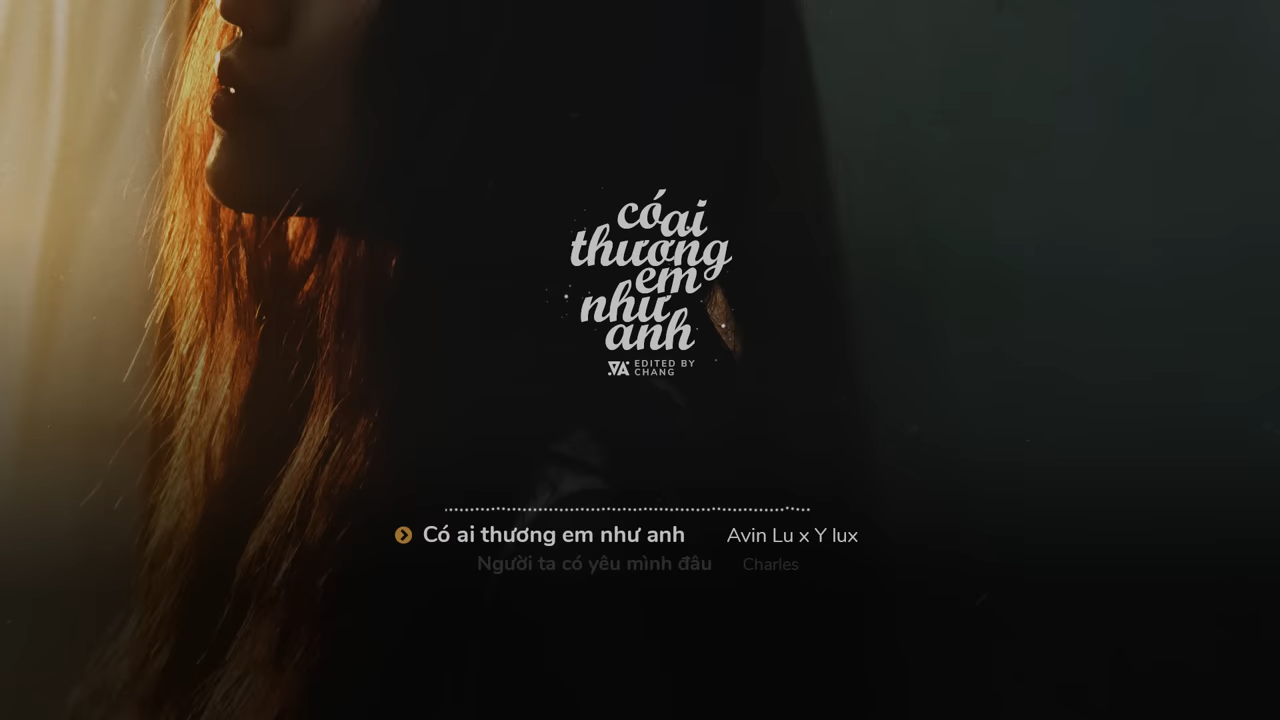 có ai
thương
em
như
anh
EDITED BY
CHANG
Có ai thương em như anh Avin Lu x Y lux
Người ta có yêu mình đâu Charles